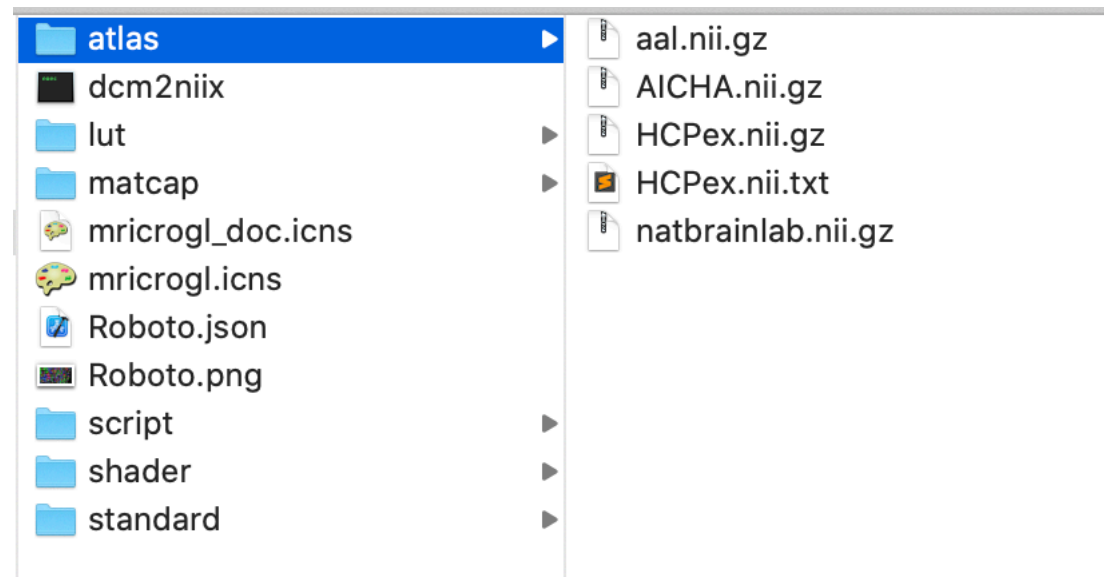 atlas
dcm2niix
lut
matcap
mricrogl_doc.icns
mricrogl.icns
Roboto.json
Roboto.png
script
shader
standard
aal.nii.gz
AICHA.nii.gz
HCPex.nii.gz
HCPex.nii.txt
natbrainlab.nii.gz